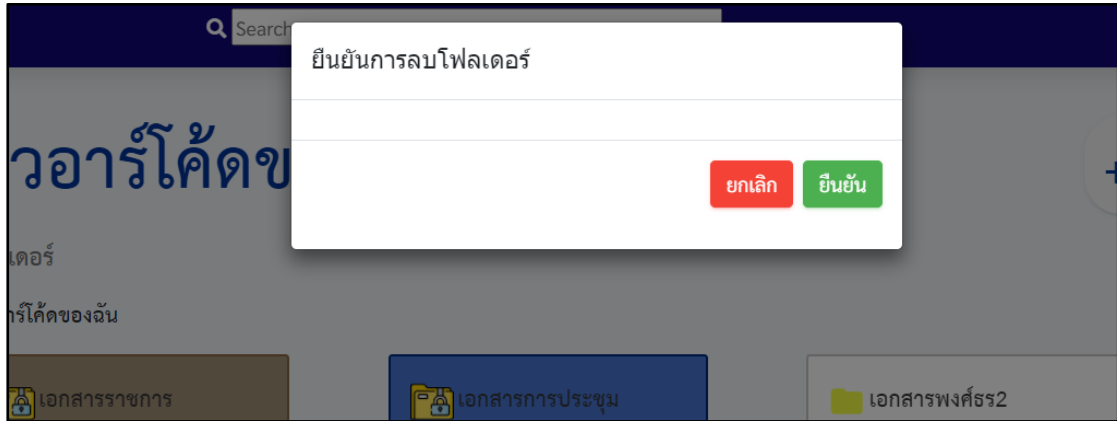 Search
ยืนยันการลบโฟลเดอร์
วอาร์โค้ดข
ยกเลิก ยืนยัน
เดอร์
าร์โค้ดของฉัน
เอกสารราชการ เอกสารการประชุม เอกสารพงศ์ธร2